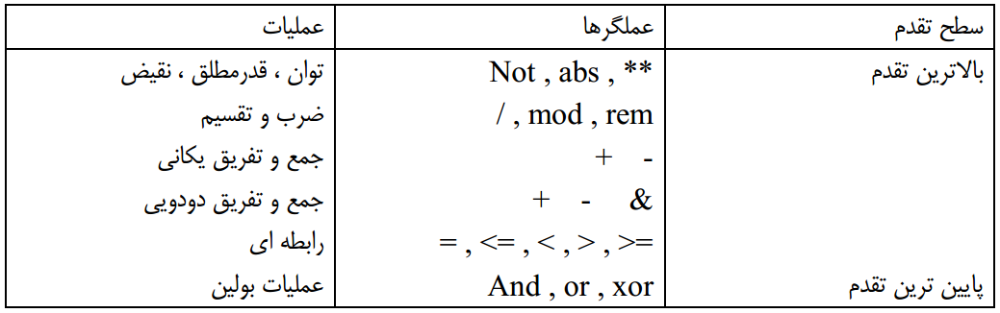 سطح تقدم عملگرها عملیات
بالاترین تقدم Not , abs , ** توان ، قدرمطلق ، نقیض
/ , mod , rem ضرب و تقسیم
+ - جمع و تفریق یکانی
+ - & جمع و تفریق دودویی
= , <= , < , > , >= رابطه ای
پایین ترین تقدم And , or , xor عملیات بولین